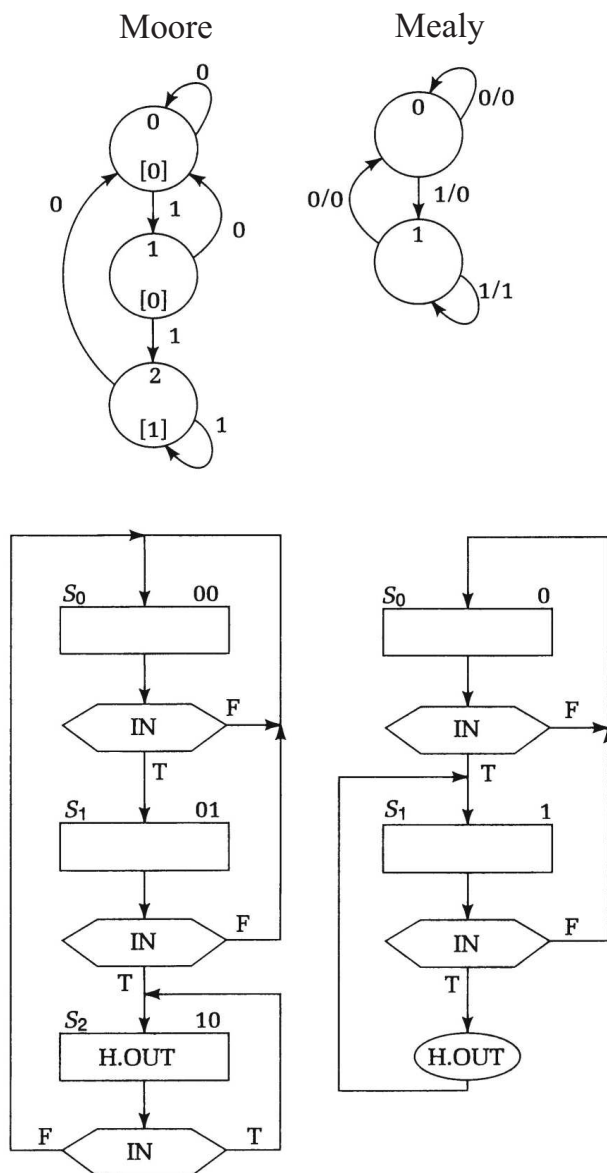 Moore Mealy
0 0/0
0 0
[0]
0 1 0/0 1/0
1 0 1
[0]
1 1/1
2
[1] 1
S0 00 S0 0
IN F IN F
T T
S1 01 S1 1
IN F IN F
T T
S2 10
H.OUT H.OUT
F IN T